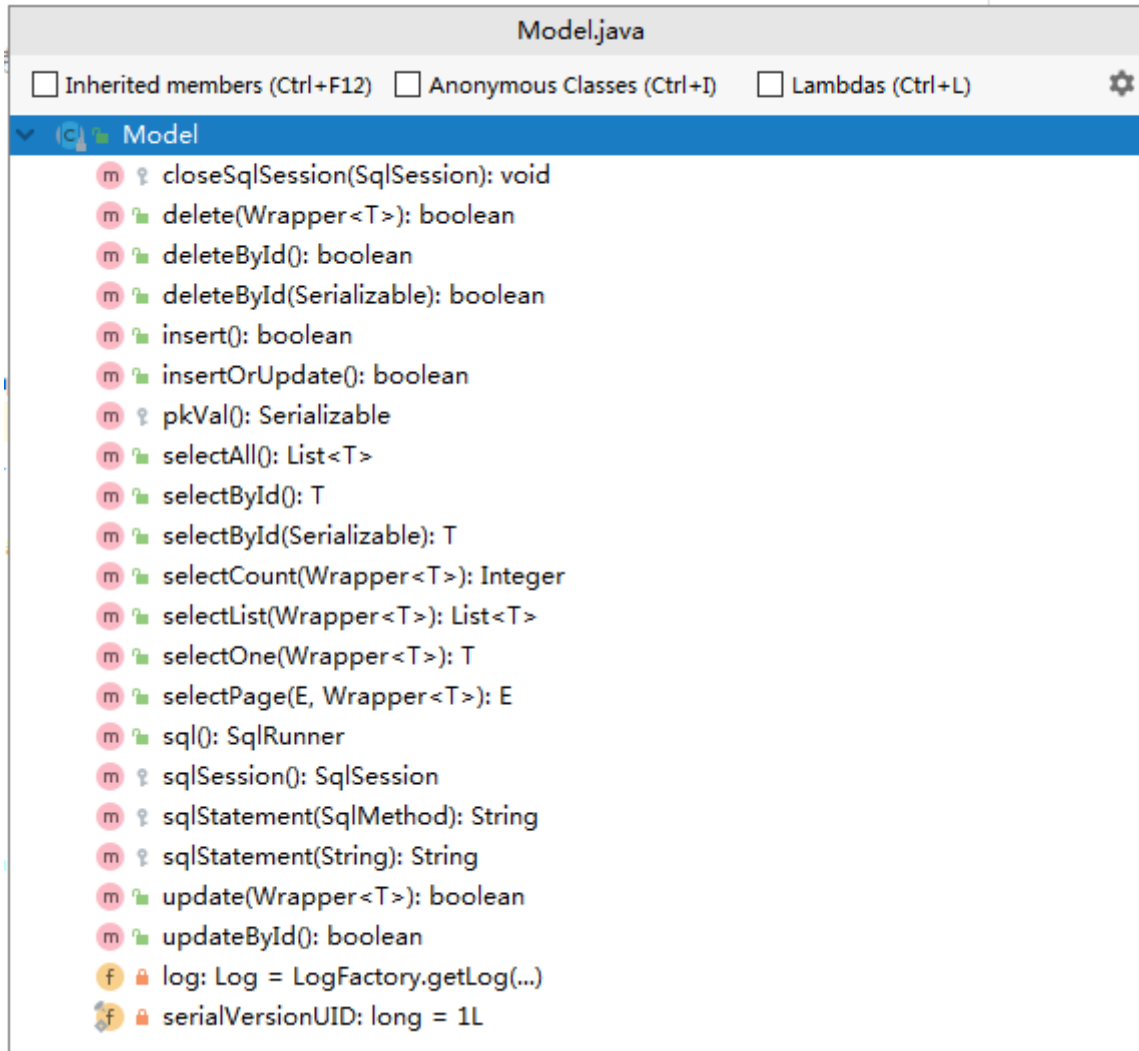 Model.java
Inherited members (Ctrl+F12) Anonymous Classes (Ctrl+I) Lambdas (Ctrl+L)
Model
closeSqlSession(SqlSession): void
delete(Wrapper<T>): boolean
deleteById(): boolean
deleteById(Serializable): boolean
insert(): boolean
insertOrUpdate(): boolean
pkVal(): Serializable
selectAll(): List<T>
selectById(): T
selectById(Serializable): T
selectCount(Wrapper<T>): Integer
selectList(Wrapper<T>): List<T>
selectOne(Wrapper<T>): T
selectPage(E, Wrapper<T>): E
sql(): SqlRunner
sqlSession(): SqlSession
sqlStatement(SqlMethod): String
sqlStatement(String): String
update(Wrapper<T>): boolean
updateById(): boolean
log: Log = LogFactory.getLog(...)
serialVersionUID: long = 1L